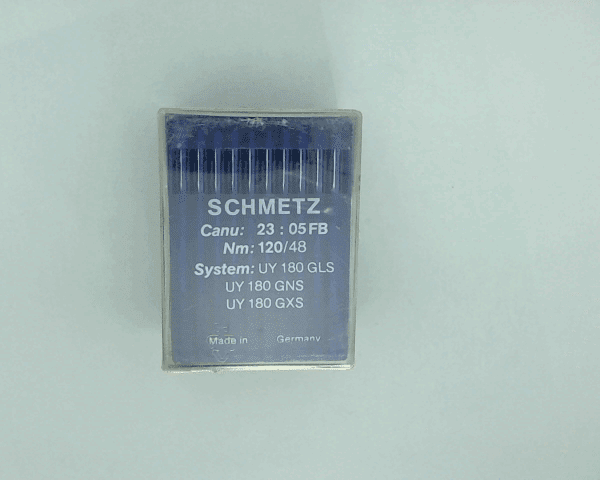 SCHMETZ
Canu: 23 : 05 FB
Nm: 120/48
System: UY 180 GLS
UY 180 GNS
UY 180 GXS
Made in Germany